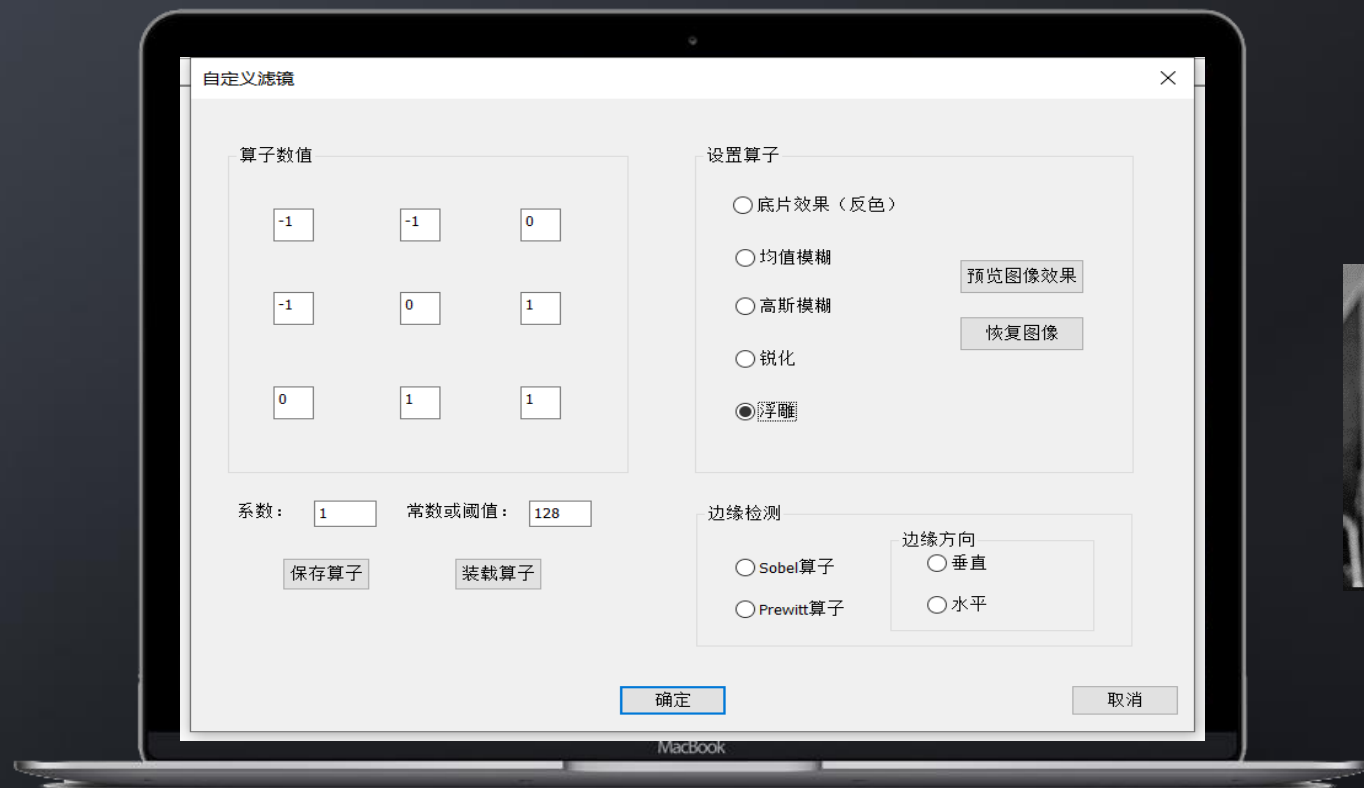 自定义滤镜
算子数值
-1 -1 0
-1 0 1
0 1 1
系数： 1 常数或阈值： 128
保存算子 装载算子
设置算子
底片效果（反色）
均值模糊
高斯模糊
锐化
浮雕
预览图像效果
恢复图像
边缘检测
Sobel算子
Prewitt算子
边缘方向
垂直
水平
确定 取消
MacBook